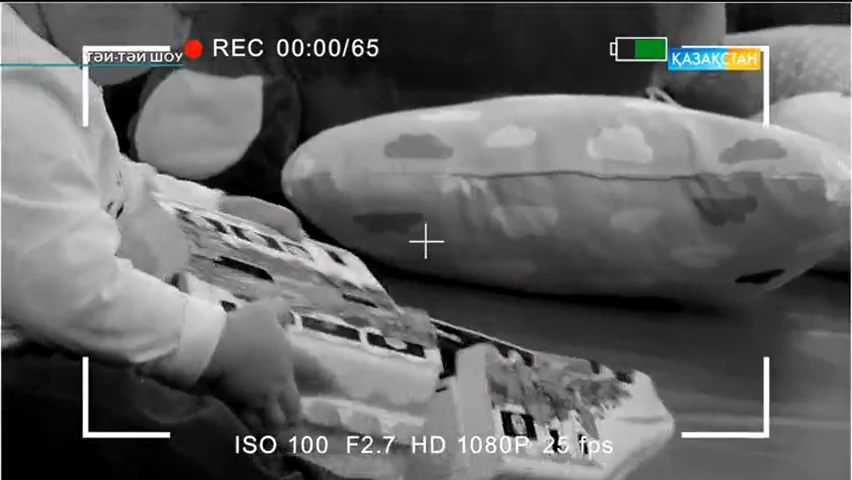 ТӘЙ-ТӘЙ ШОУ
REC 00:00/65
ҚАЗАҚСТАН
ISO 100 F2.7 HD 1080P 25 fps